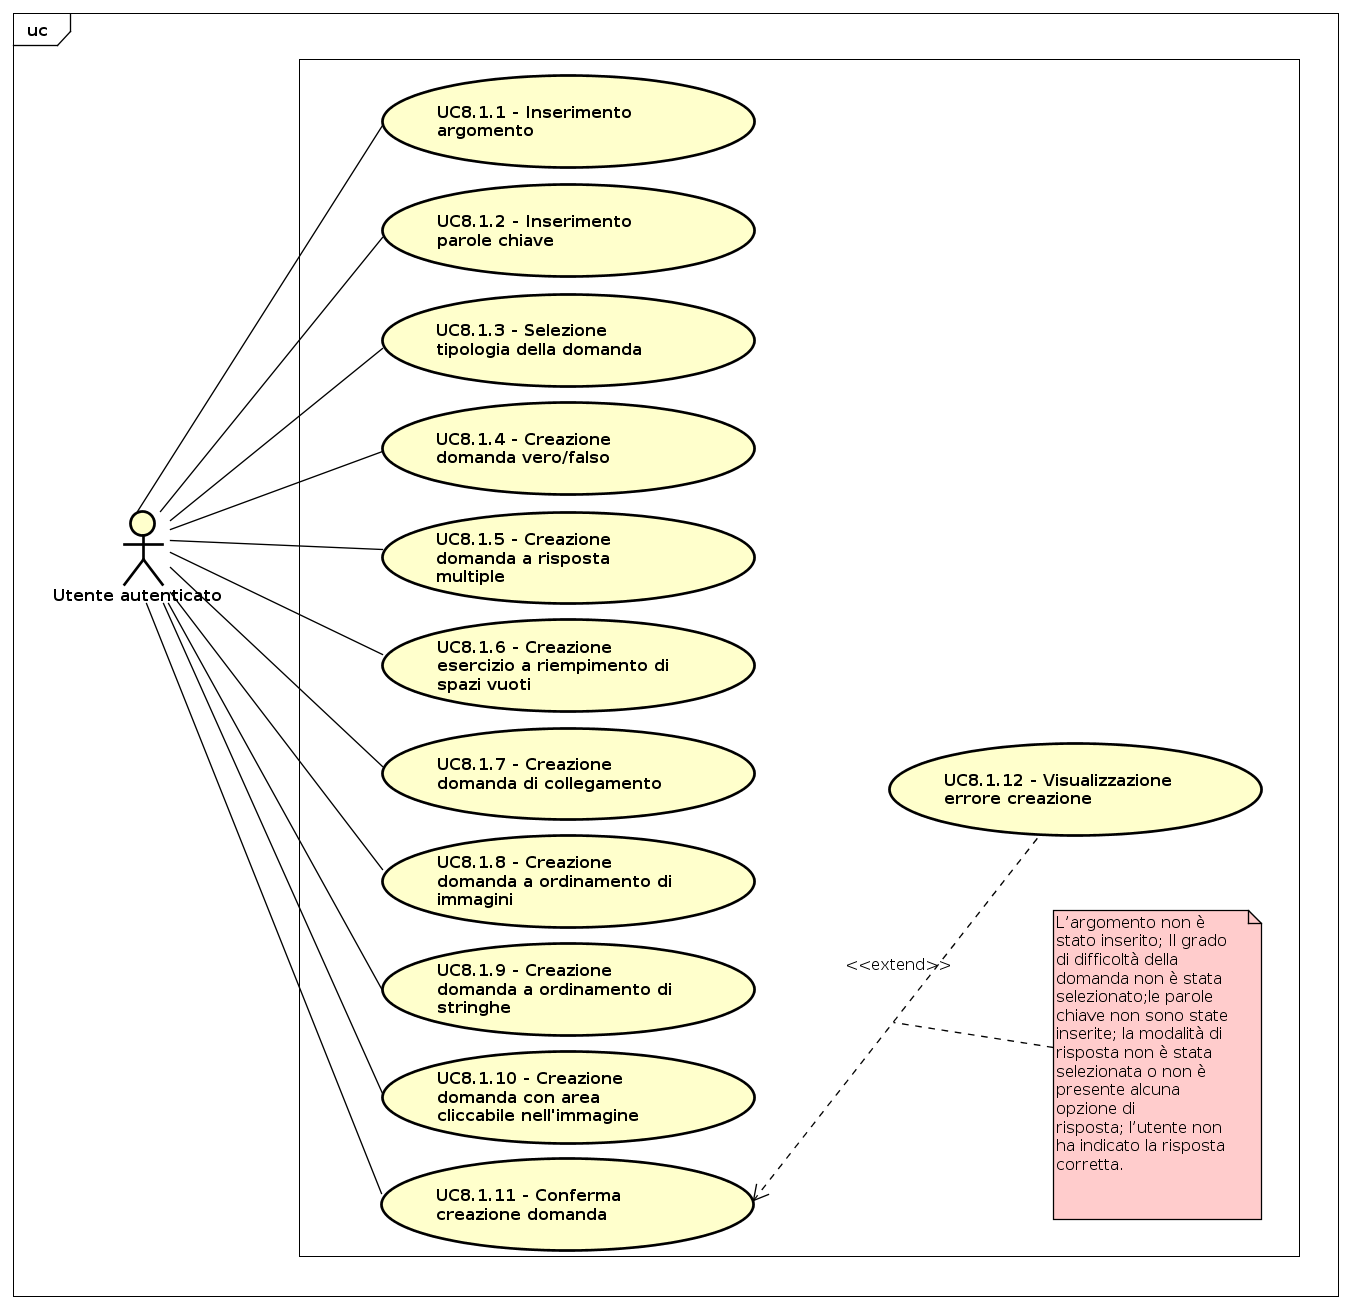 uc
UC8.1.1 - Inserimento
argomento
UC8.1.2 - Inserimento
parole chiave
UC8.1.3 - Selezione
tipologia della domanda
UC8.1.4 - Creazione
domanda vero/falso
UC8.1.5 - Creazione
domanda a risposta
multiple
Utente autenticato
UC8.1.6 - Creazione
esercizio a riempimento di
spazi vuoti
UC8.1.7 - Creazione
domanda di collegamento
UC8.1.12 - Visualizzazione
errore creazione
UC8.1.8 - Creazione
domanda a ordinamento di
immagini
<<extend>>
L'argomento non è
stato inserito; Il grado
di difficoltà della
domanda non è stata
selezionato;le parole
chiave non sono state
inserite; la modalità di
risposta non è stata
selezionata o non è
presente alcuna
opzione di
risposta; l'utente non
ha indicato la risposta
corretta.
UC8.1.9 - Creazione
domanda a ordinamento di
stringhe
UC8.1.10 - Creazione
domanda con area
cliccabile nell'immagine
UC8.1.11 - Conferma
creazione domanda